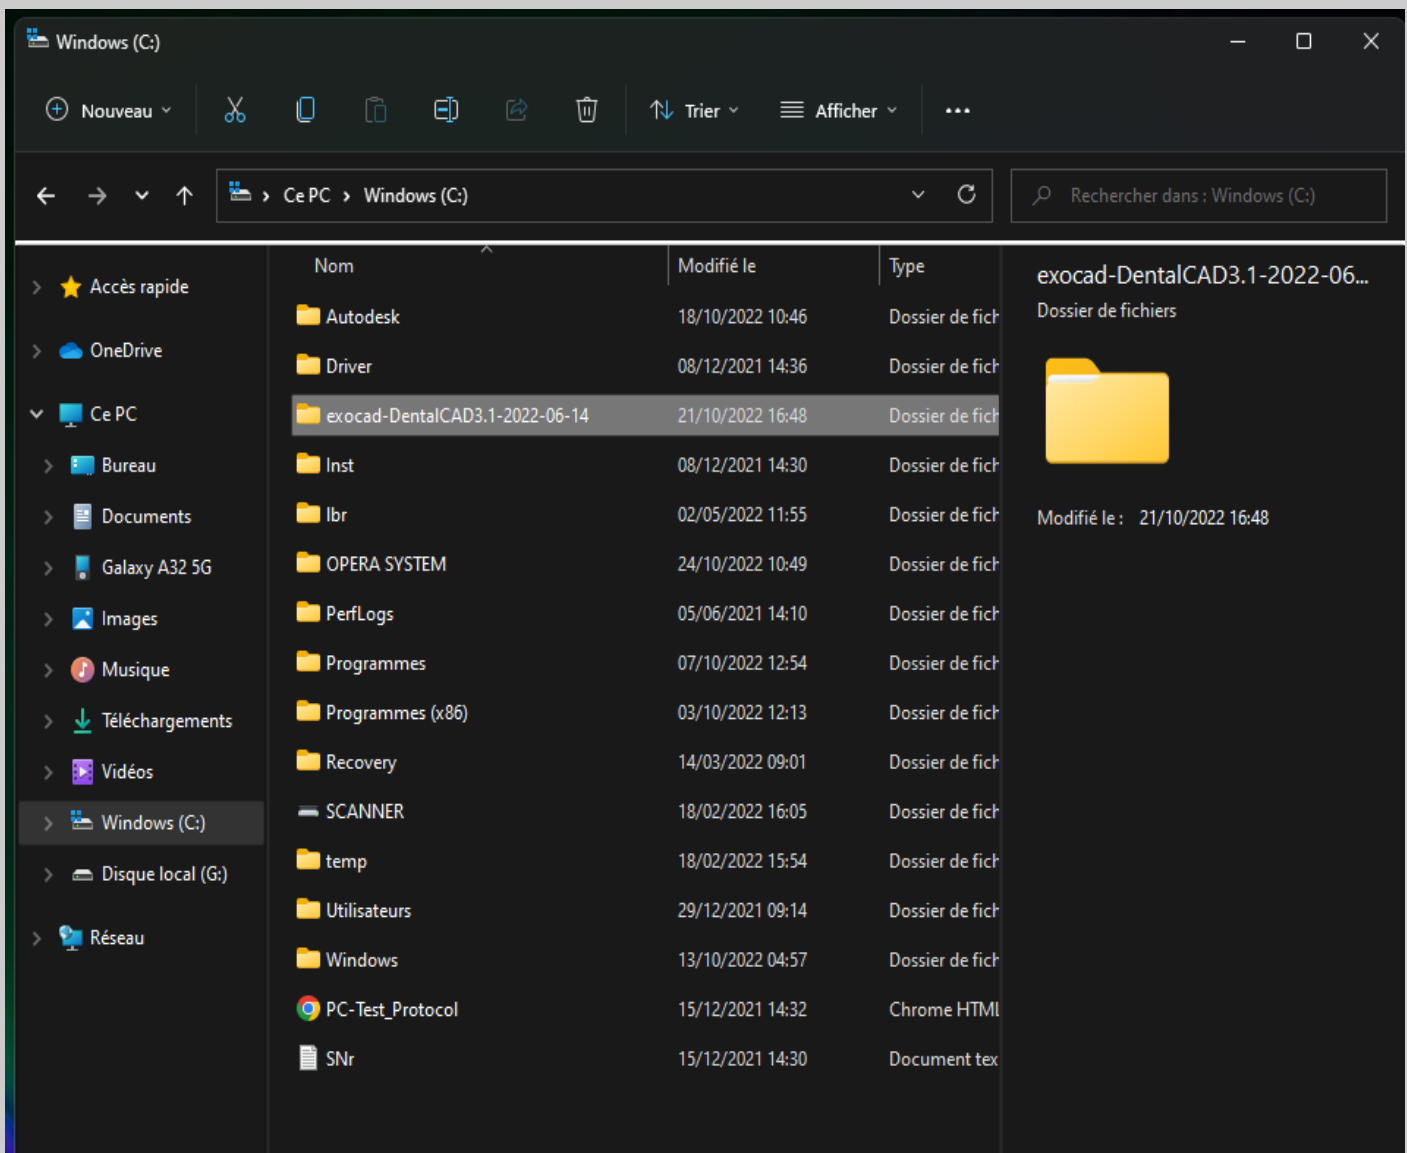 Windows (C:)
Nouveau
Trier
Afficher
Ce PC
Windows (C:)
Rechercher dans : Windows (C:)
Accès rapide
OneDrive
Ce PC
Bureau
Documents
Galaxy A32 5G
Images
Musique
Téléchargements
Vidéos
Windows (C:)
Disque local (G:)
Réseau
Nom Modifié le Type
Autodesk 18/10/2022 10:46 Dossier de fich
Driver 08/12/2021 14:36 Dossier de fich
exocad-DentalCAD3.1-2022-06-14 21/10/2022 16:48 Dossier de fich
Inst 08/12/2021 14:30 Dossier de fich
lbr 02/05/2022 11:55 Dossier de fich
OPERA SYSTEM 24/10/2022 10:49 Dossier de fich
PerfLogs 05/06/2021 14:10 Dossier de fich
Programmes 07/10/2022 12:54 Dossier de fich
Programmes (x86) 03/10/2022 12:13 Dossier de fich
Recovery 14/03/2022 09:01 Dossier de fich
SCANNER 18/02/2022 16:05 Dossier de fich
temp 18/02/2022 15:54 Dossier de fich
Utilisateurs 29/12/2021 09:14 Dossier de fich
Windows 13/10/2022 04:57 Dossier de fich
PC-Test_Protocol 15/12/2021 14:32 Chrome HTML
SNr 15/12/2021 14:30 Document tex
exocad-DentalCAD3.1-2022-06...
Dossier de fichiers
Modifié le : 21/10/2022 16:48